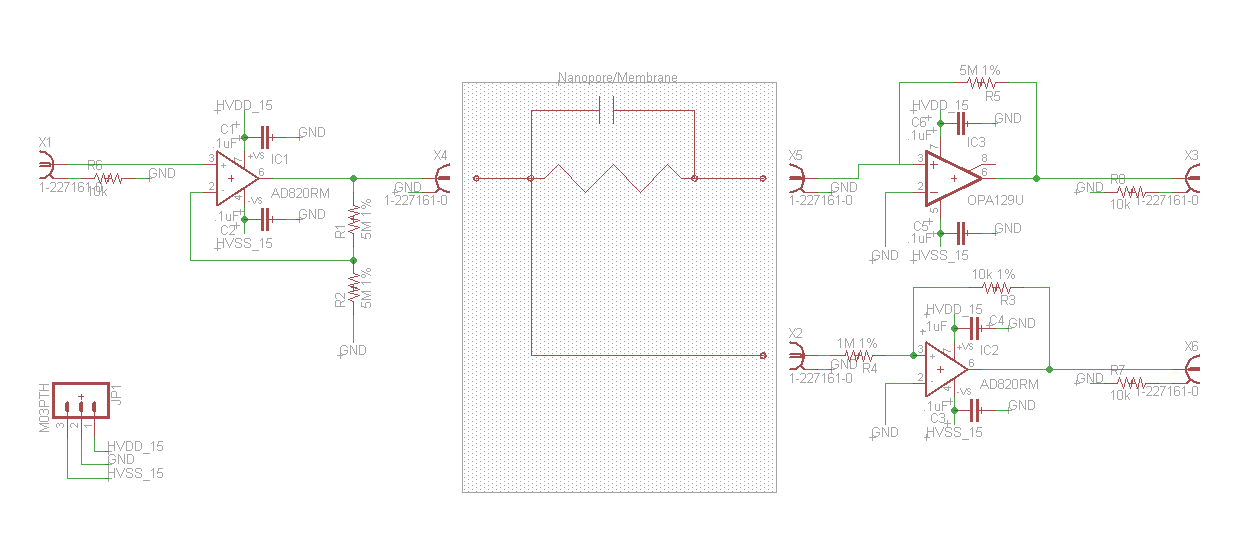 Nanopore/Membrane
HVDD_15
C1
.1uF
GND
+VS
IC1
X1
R6
10k
GND
1-227161-0
3
2
7
6
4
+
-
AD820RM
-VS
.1uF
C2
GND
HVSS_15
R1
5M 1%
R2
5M 1%
GND
X4
GND
1-227161-0
5M 1%
R5
HVDD_15
C6
.1uF
GND
IC3
X5
GND
1-227161-0
3
2
7
8
6
5
OPA129U
C5
.1uF
GND
HVSS_15
GND
X3
GND
R8
10k
1-227161-0
10k 1%
R3
HVDD_15
.1uF
C4
GND
+VS
IC2
X2
GND
1-227161-0
1M 1%
R4
3
2
7
6
4
+
-
AD820RM
-VS
.1uF
C3
GND
HVSS_15
GND
X6
GND
R7
10k
1-227161-0
M03PTH
JP1
3
2
1
HVDD_15
GND
HVSS_15